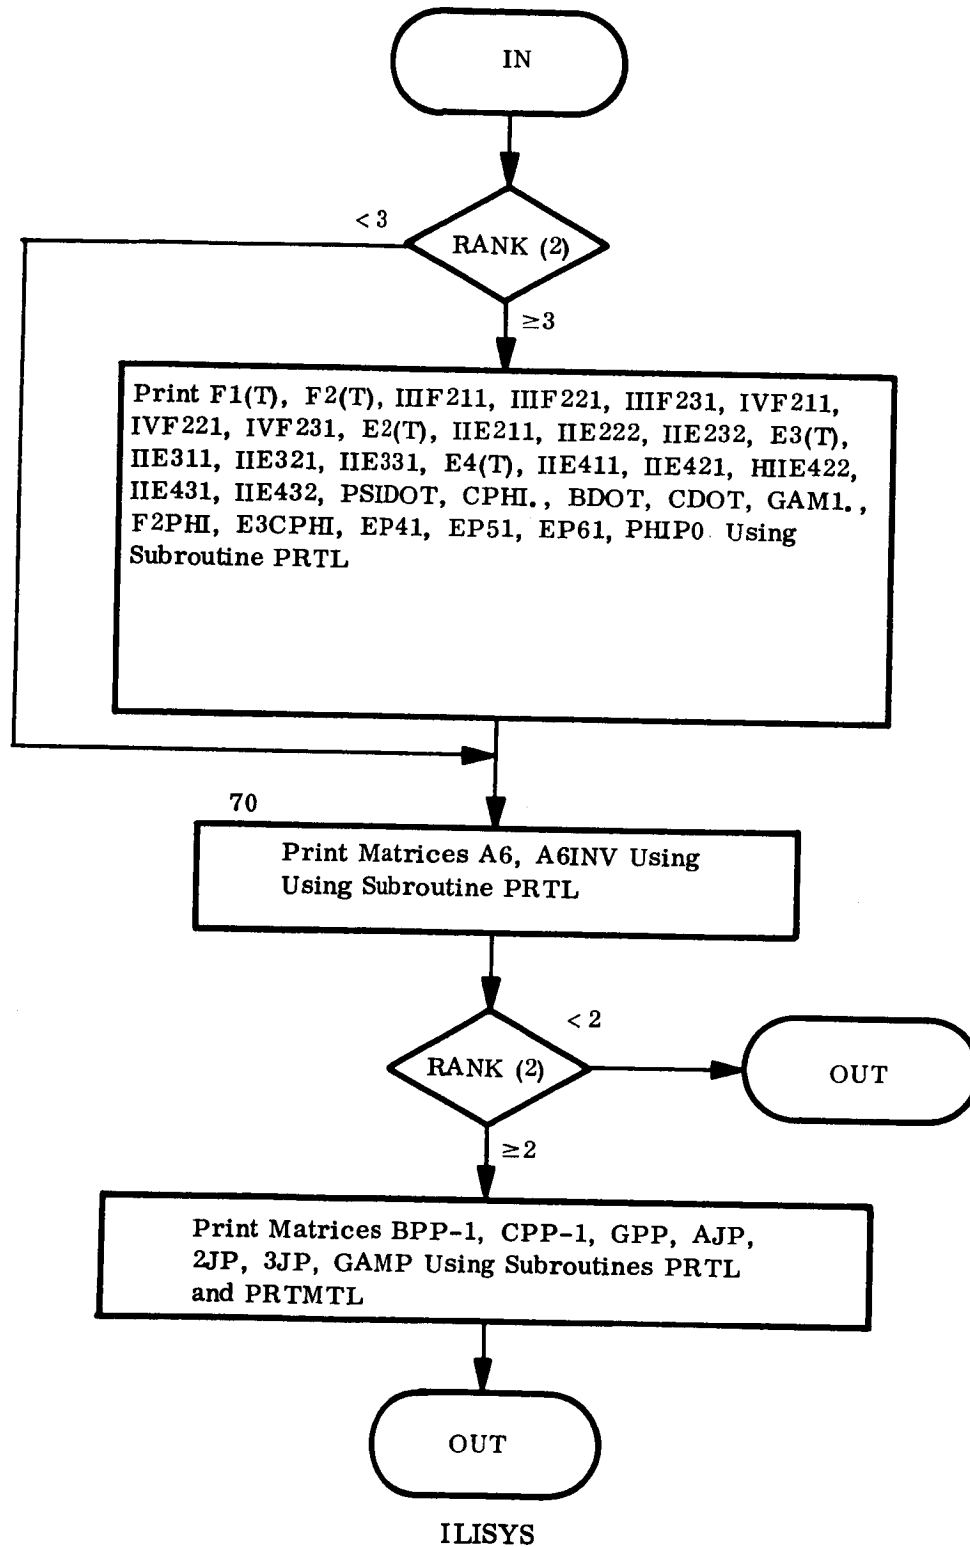 IN
< 3
RANK (2)
≥3
Print F1(T), F2(T), IIIF211, IIIF221, IIIF231, IVF211,
IVF221, IVF231, E2(T), IIE211, IIE222, IIE232, E3(T),
IIE311, IIE321, IIE331, E4(T), IIE411, IIE421, HIIE422,
IIE431, IIE432, PSIDOT, CPHI., BDOT, CDOT, GAM1.,
F2PHI, E3CPHI, EP41, EP51, EP61, PHIP0 Using
Subroutine PRTL
70
Print Matrices A6, A6INV Using
Using Subroutine PRTL
< 2
RANK (2)
OUT
≥2
Print Matrices BPP-1, CPP-1, GPP, AJP,
2JP, 3JP, GAMP Using Subroutines PRTL
and PRTMTL
OUT
ILISYS